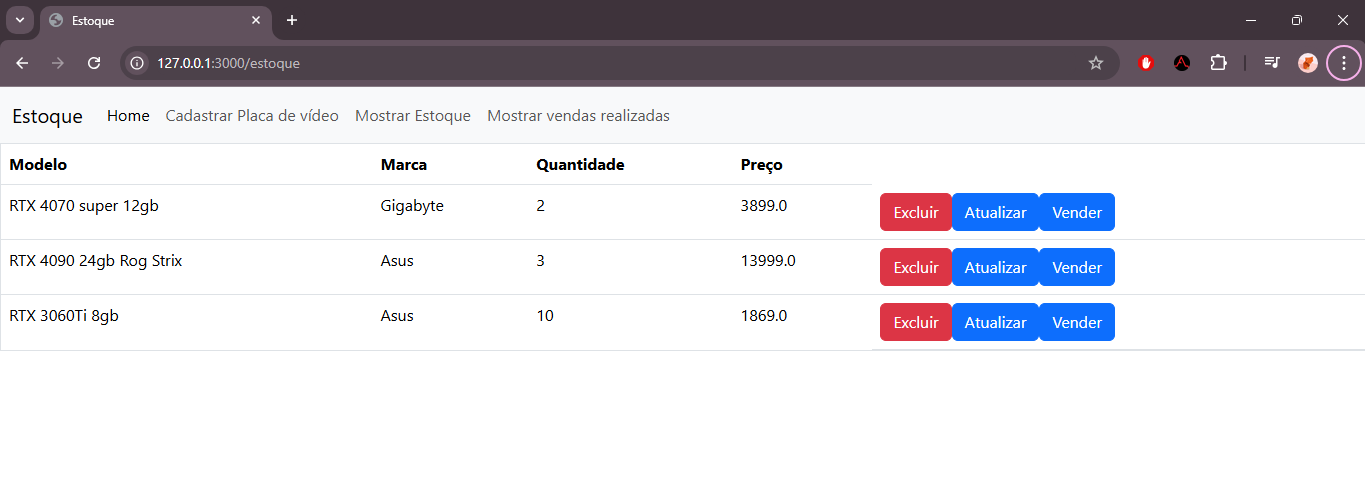 Estoque
127.0.0.1:3000/estoque
Estoque Home Cadastrar Placa de vídeo Mostrar Estoque Mostrar vendas realizadas
Modelo Marca Quantidade Preço
RTX 4070 super 12gb Gigabyte 2 3899.0 Excluir Atualizar Vender
RTX 4090 24gb Rog Strix Asus 3 13999.0 Excluir Atualizar Vender
RTX 3060Ti 8gb Asus 10 1869.0 Excluir Atualizar Vender